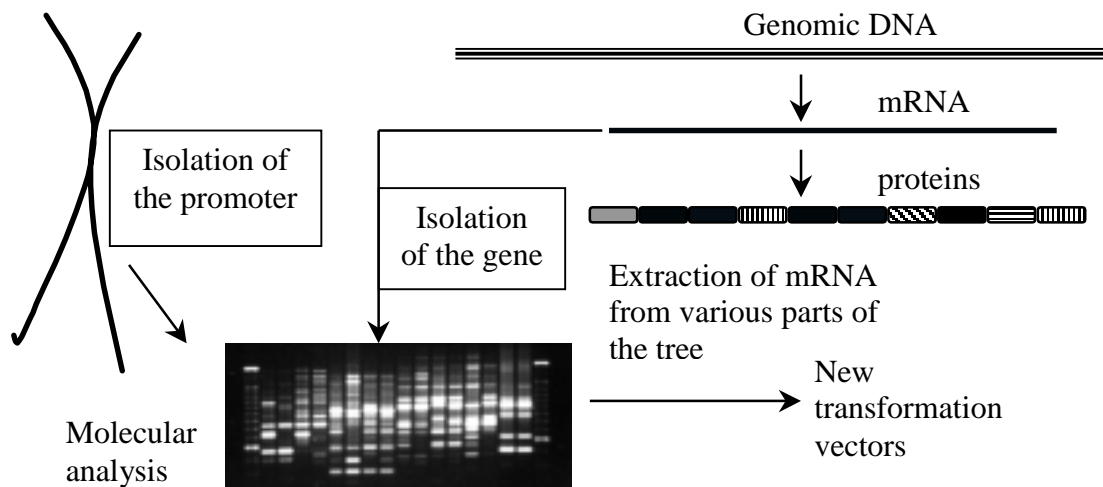 Genomic DNA
mRNA
Isolation of
the promoter
proteins
Isolation
of the gene
Extraction of mRNA
from various parts of
the tree
New
transformation
vectors
Molecular
analysis